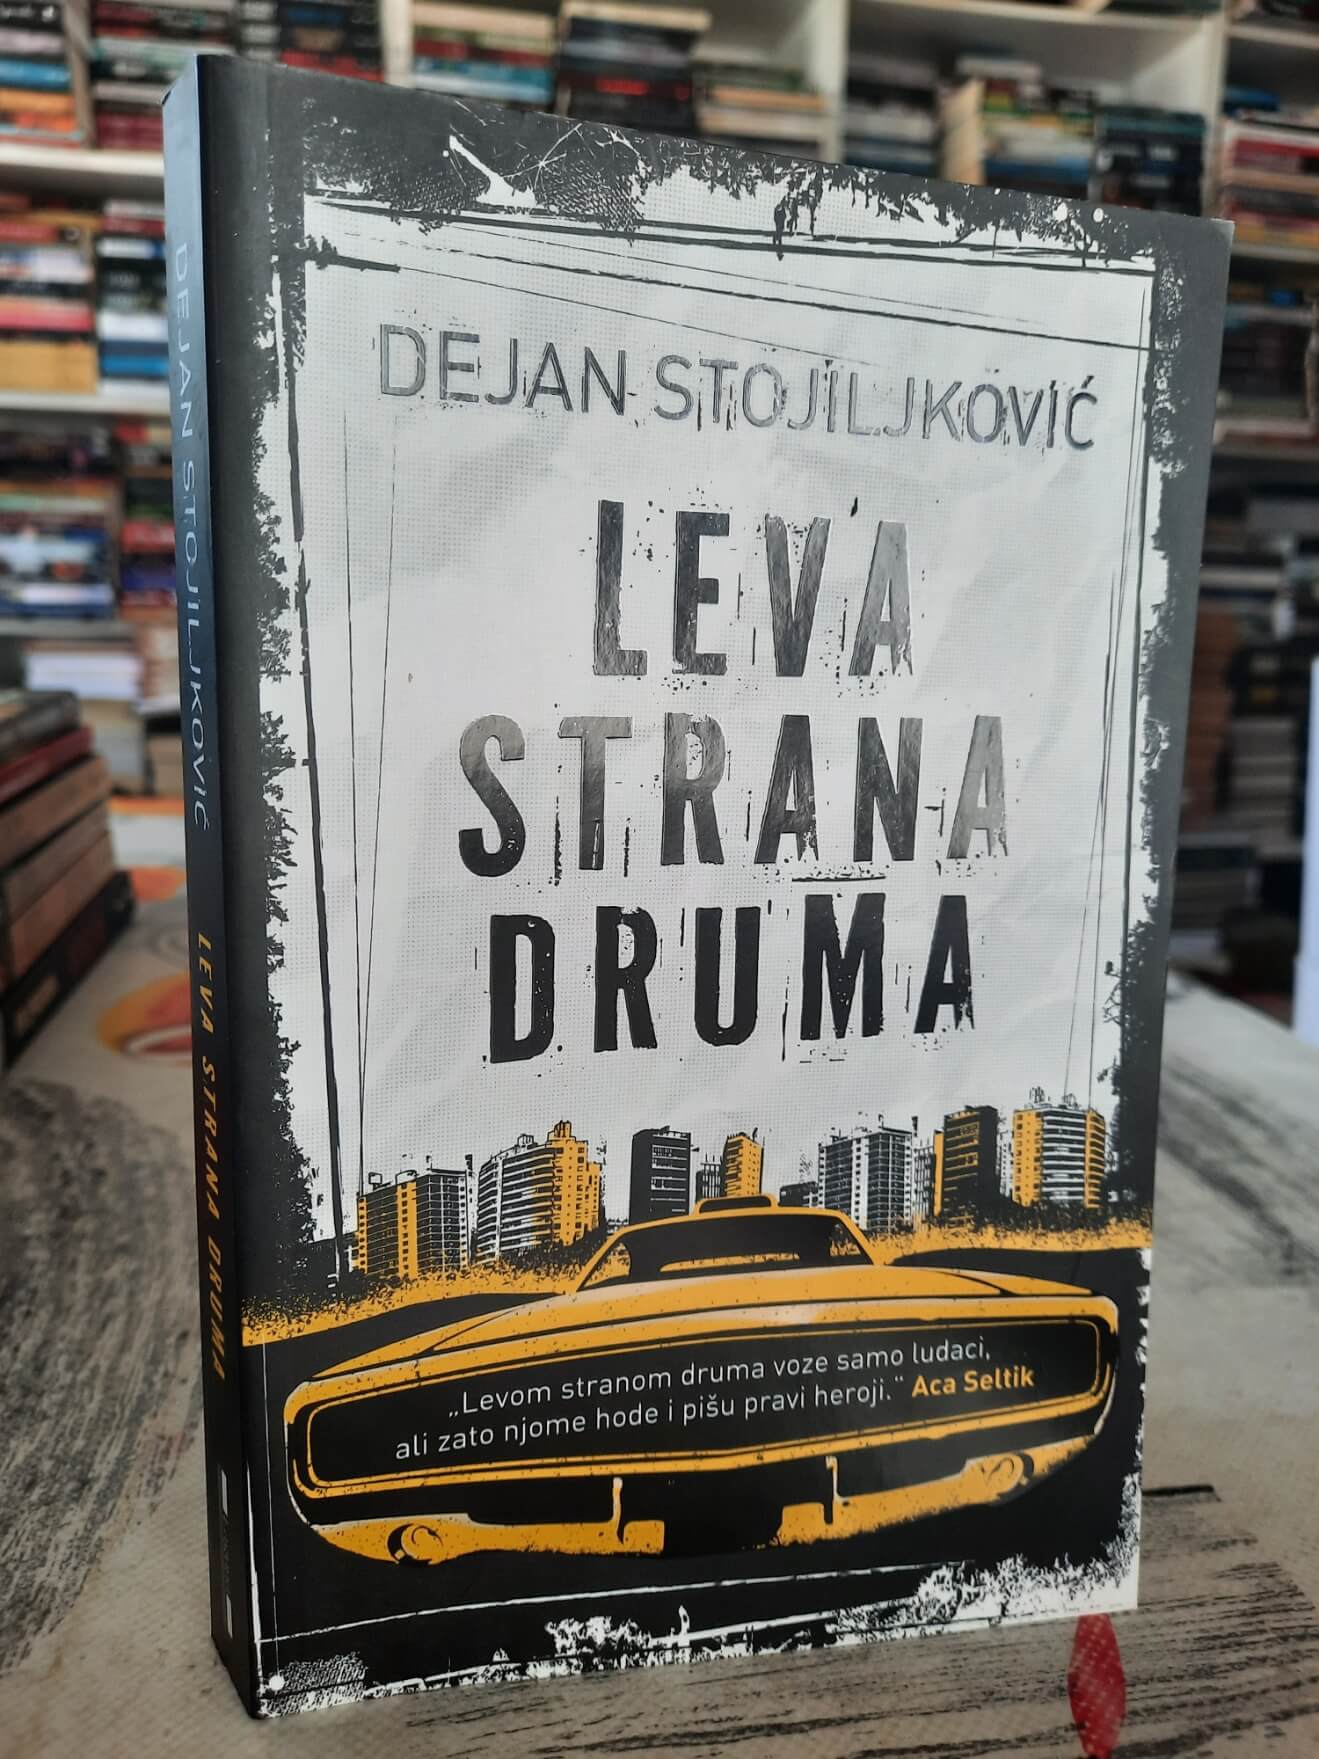 DEJAN STOJILJKOVIĆ
LEVA
STRANA
DRUMA
„Levom stranom druma voze samo ludaci,
ali zato njome hode i pišu pravi heroji.“ Aca Seltik
DEJAN STOJILJKOVIĆ LEVA STRANA DRUMA